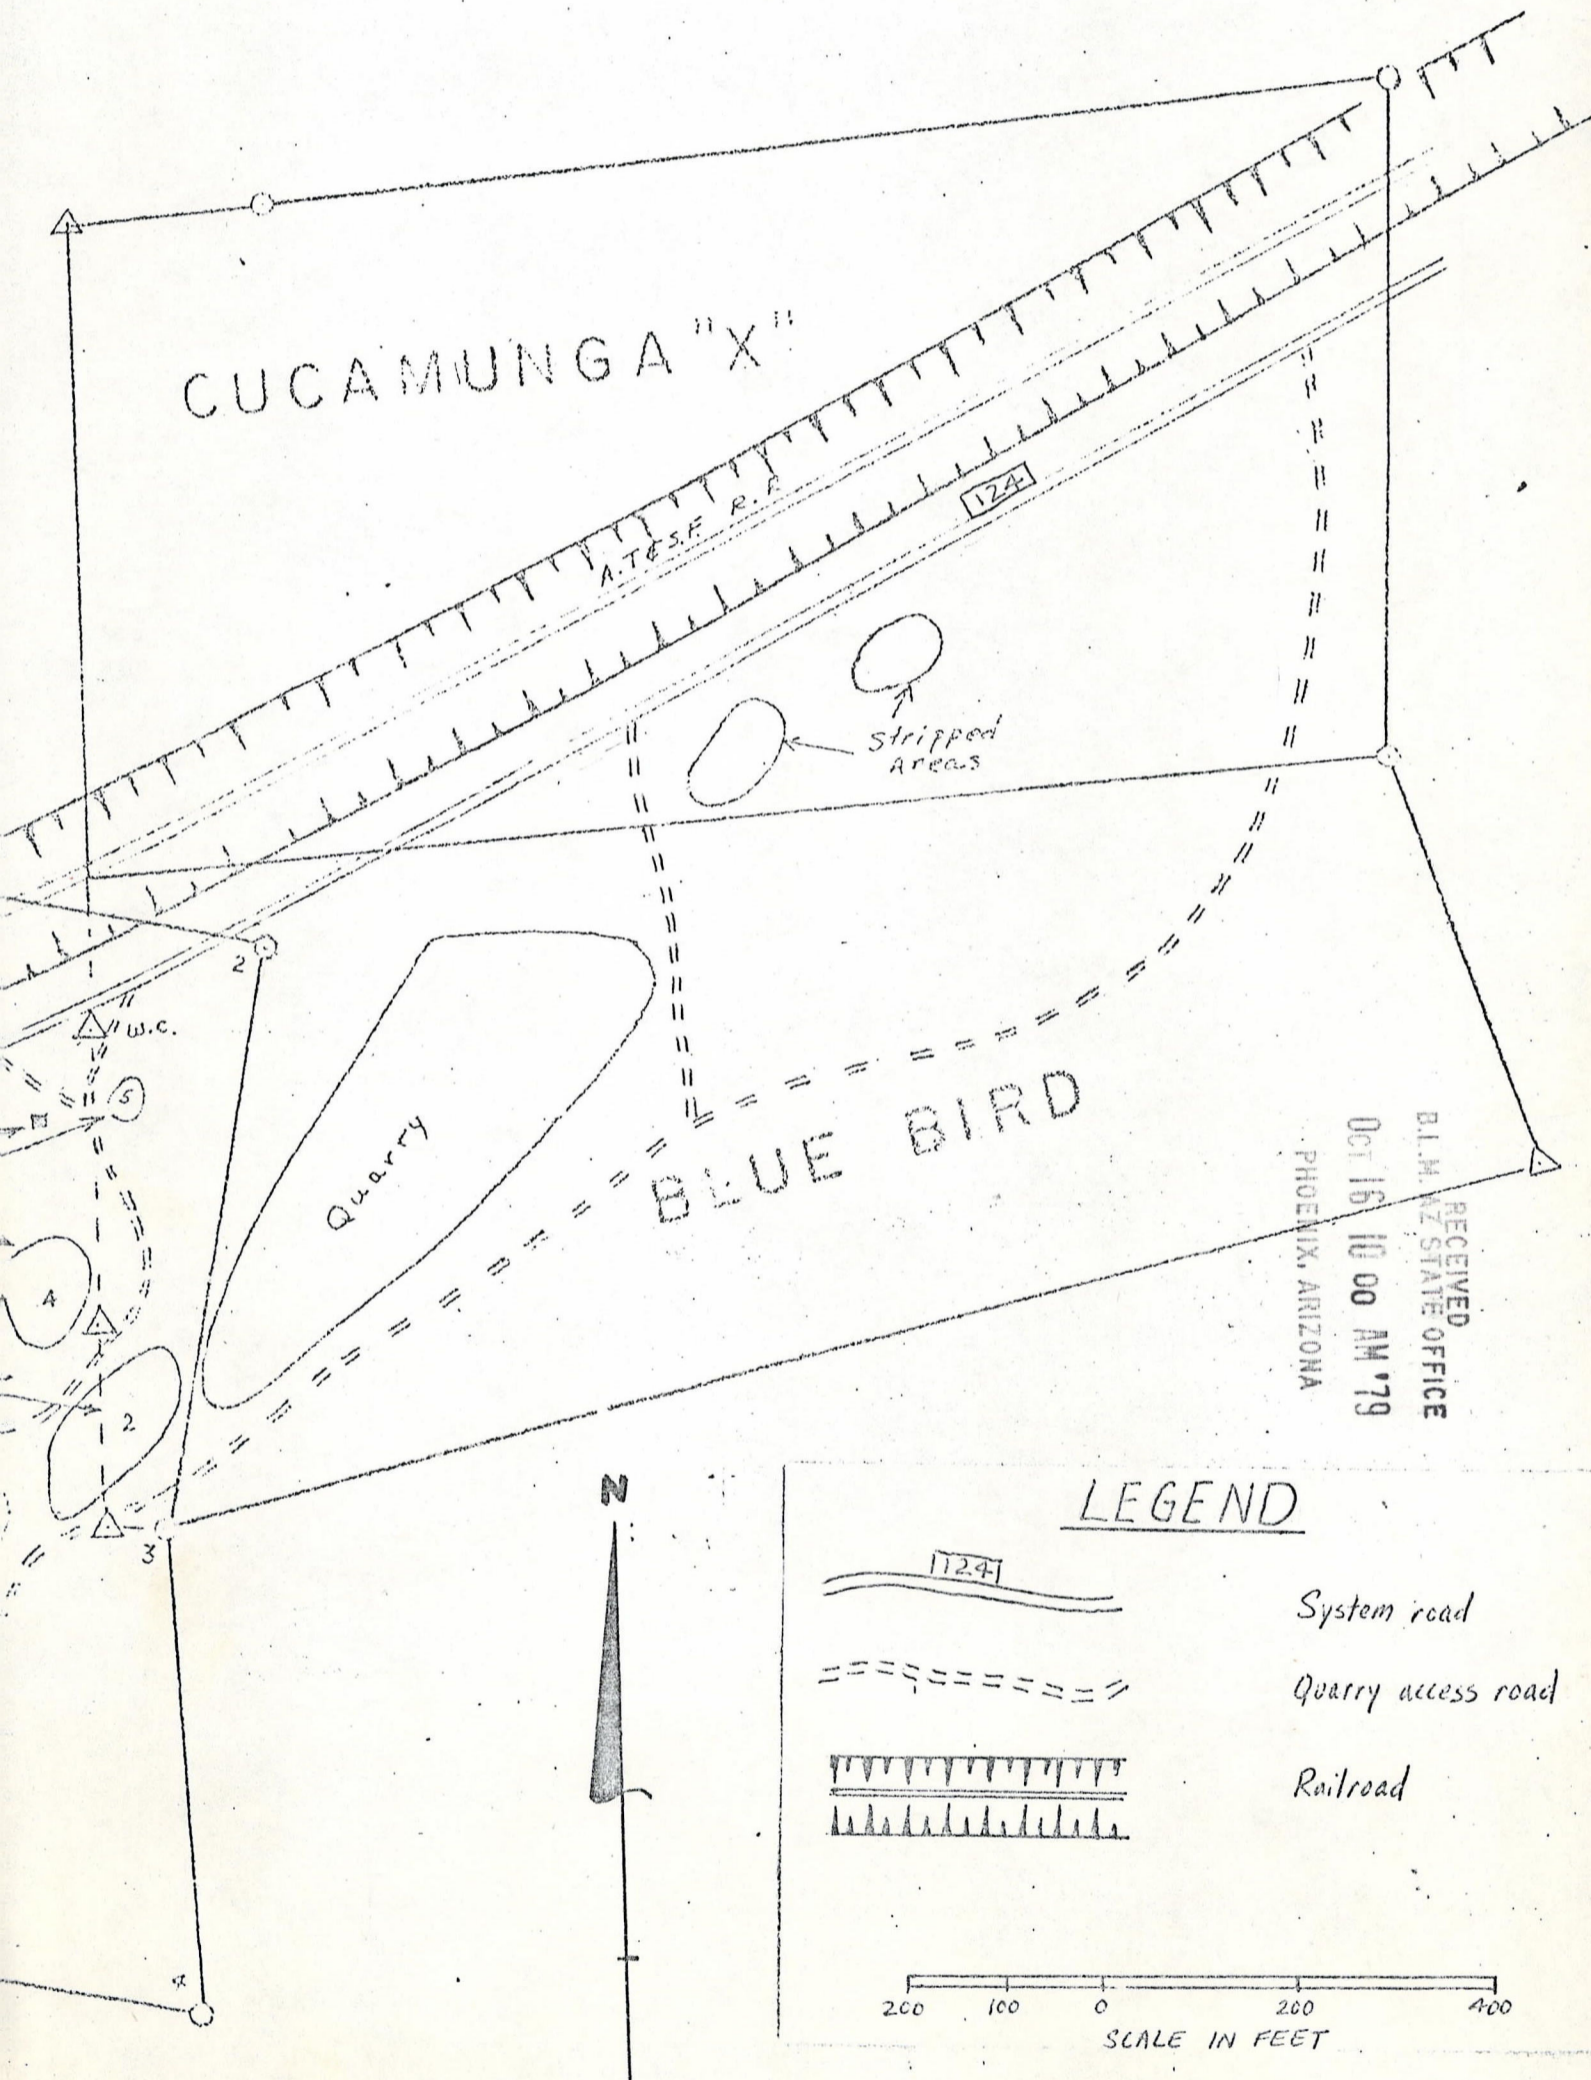 CUCAMUNGA "X"
A.T.&S.F. R.R.
124
Stripped
Areas
2
W.C.
5
Quarry
BLUE BIRD
4
2
3
4
RECEIVED
B.L.M. AZ STATE OFFICE
OCT 16 10 00 AM '79
PHOENIX, ARIZONA
N
LEGEND
124
System road
Quarry access road
Railroad
200 100 0 200 400
SCALE IN FEET